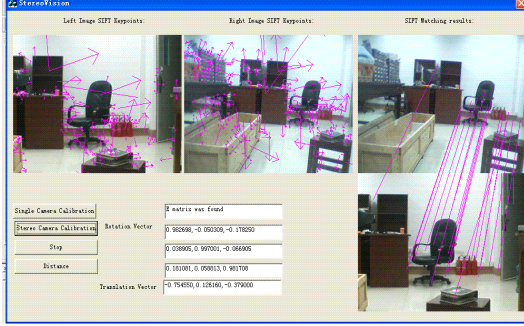 StereoVision
Left Image SIFT Keypoints:
Right Image SIFT Keypoints:
SIFT Matching results:
Single Camera Calibration
Stereo Camera Calibration
Stop
Distance
Rotation Vector
E matrix was found
0.982698,-0.050309,-0.178250
0.038905,0.997001,-0.066905
0.181081,0.058813,0.981708
Translation Vector
-0.754550,0.126160,-0.379000